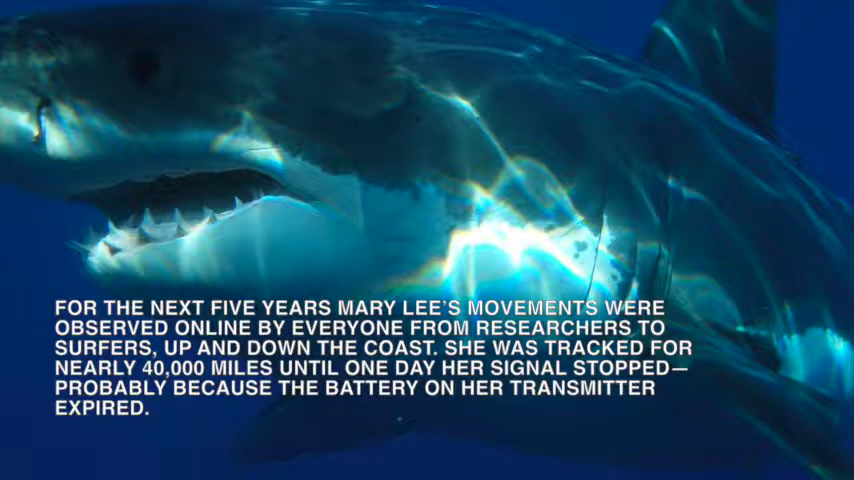 FOR THE NEXT FIVE YEARS MARY LEE'S MOVEMENTS WERE
OBSERVED ONLINE BY EVERYONE FROM RESEARCHERS TO
SURFERS, UP AND DOWN THE COAST. SHE WAS TRACKED FOR
NEARLY 40,000 MILES UNTIL ONE DAY HER SIGNAL STOPPED—
PROBABLY BECAUSE THE BATTERY ON HER TRANSMITTER
EXPIRED.